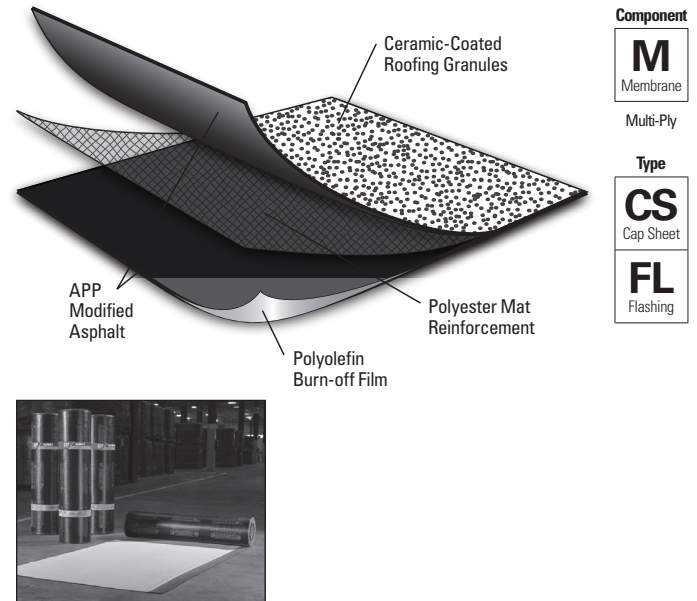 Ceramic-Coated
Roofing Granules
APP
Modified
Asphalt
Polyester Mat
Reinforcement
Polyolefin
Burn-off Film
Component
M
Membrane
Multi-Ply
Type
CS
Cap Sheet
FL
Flashing